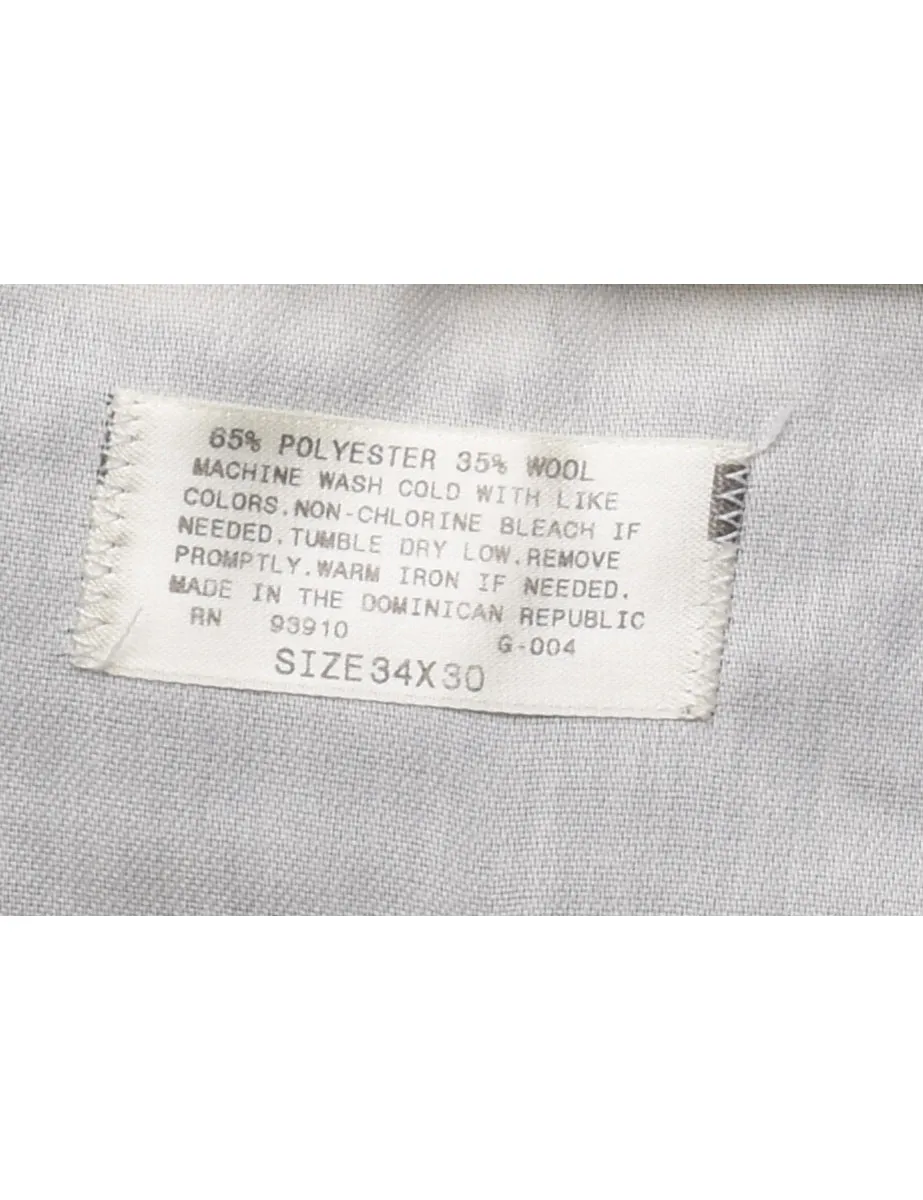 65% POLYESTER 35% WOOL
MACHINE WASH COLD WITH LIKE
COLORS.NON-CHLORINE BLEACH IF
NEEDED.TUMBLE DRY LOW.REMOVE
PROMPTLY.WARM IRON IF NEEDED.
MADE IN THE DOMINICAN REPUBLIC
RN 93910 G-004
SIZE 34X30